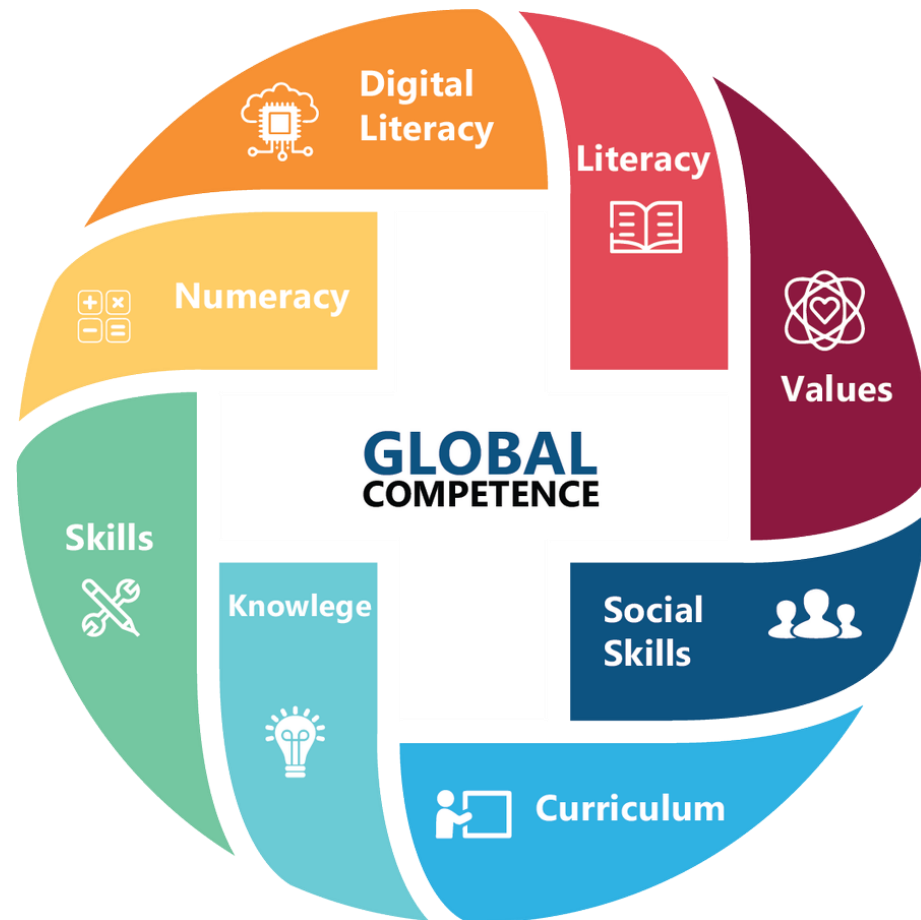 Digital
Literacy
Literacy
Values
Numeracy
GLOBAL
COMPETENCE
Skills
Knowlege
Social
Skills
Curriculum